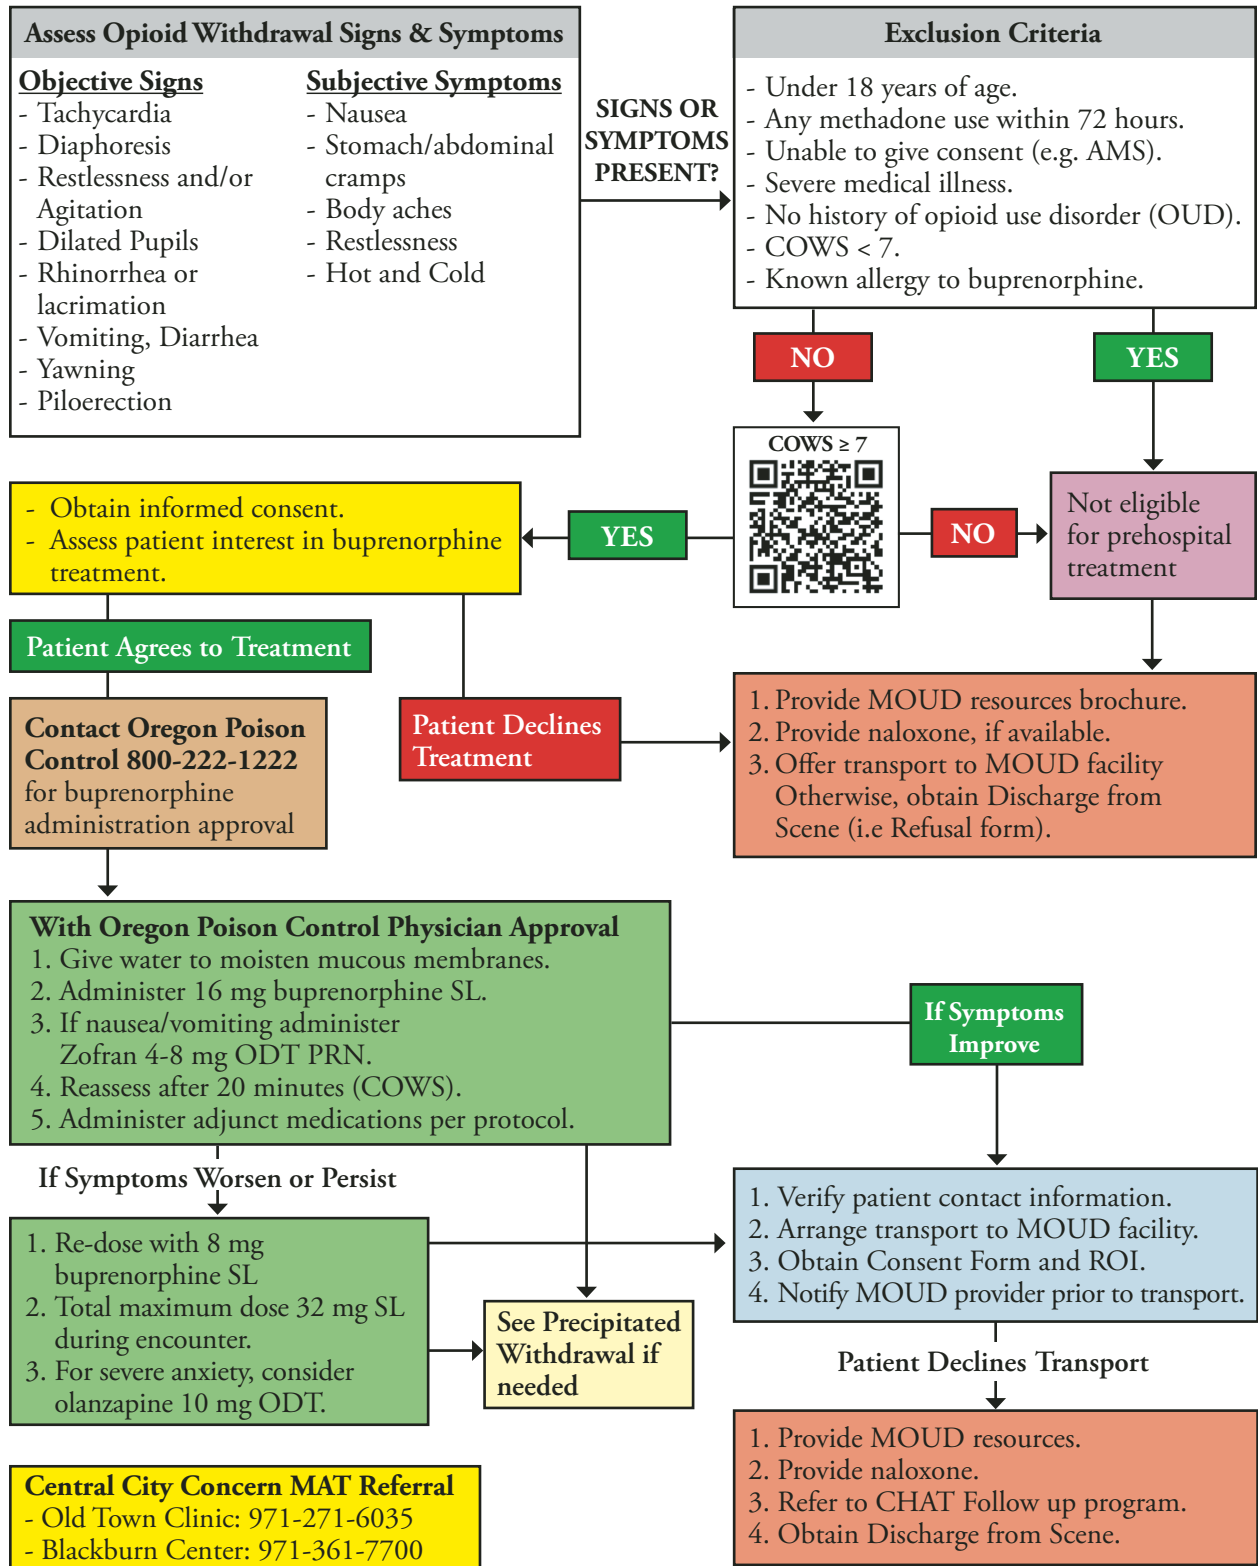 Assess Opioid Withdrawal Signs & Symptoms
Objective Signs
- Tachycardia
- Diaphoresis
- Restlessness and/or
Agitation
- Dilated Pupils
- Rhinorrhea or
lacrimation
- Vomiting, Diarrhea
- Yawning
- Piloerection
Subjective Symptoms
- Nausea
- Stomach/abdominal
cramps
- Body aches
- Restlessness
- Hot and Cold
SIGNS OR
SYMPTOMS
PRESENT?
Exclusion Criteria
- Under 18 years of age.
- Any methadone use within 72 hours.
- Unable to give consent (e.g. AMS).
- Severe medical illness.
- No history of opioid use disorder (OUD).
- COWS < 7.
- Known allergy to buprenorphine.
NO
YES
COWS ≥ 7
YES
NO
Not eligible
for prehospital
treatment
- Obtain informed consent.
- Assess patient interest in buprenorphine
treatment.
Patient Agrees to Treatment
Patient Declines
Treatment
1. Provide MOUD resources brochure.
2. Provide naloxone, if available.
3. Offer transport to MOUD facility
Otherwise, obtain Discharge from
Scene (i.e Refusal form).
Contact Oregon Poison
Control 800-222-1222
for buprenorphine
administration approval
With Oregon Poison Control Physician Approval
1. Give water to moisten mucous membranes.
2. Administer 16 mg buprenorphine SL.
3. If nausea/vomiting administer
Zofran 4-8 mg ODT PRN.
4. Reassess after 20 minutes (COWS).
5. Administer adjunct medications per protocol.
If Symptoms
Improve
If Symptoms Worsen or Persist
1. Re-dose with 8 mg
buprenorphine SL
2. Total maximum dose 32 mg SL
during encounter.
3. For severe anxiety, consider
olanzapine 10 mg ODT.
See Precipitated
Withdrawal if
needed
1. Verify patient contact information.
2. Arrange transport to MOUD facility.
3. Obtain Consent Form and ROI.
4. Notify MOUD provider prior to transport.
Patient Declines Transport
1. Provide MOUD resources.
2. Provide naloxone.
3. Refer to CHAT Follow up program.
4. Obtain Discharge from Scene.
Central City Concern MAT Referral
- Old Town Clinic: 971-271-6035
- Blackburn Center: 971-361-7700